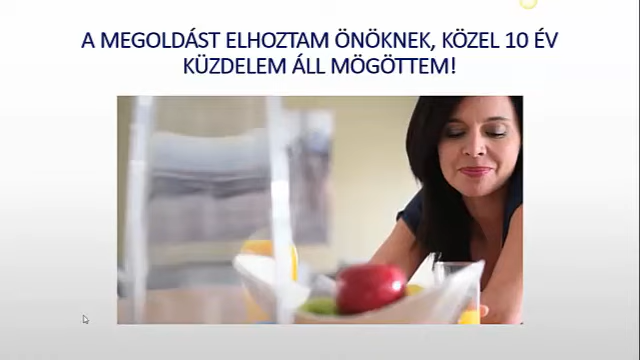 A MEGOLDÁST ELHOZTAM ÖNÖKNEK, KÖZEL 10 ÉV
KÜZDELEM ÁLL MÖGÖTTEM!